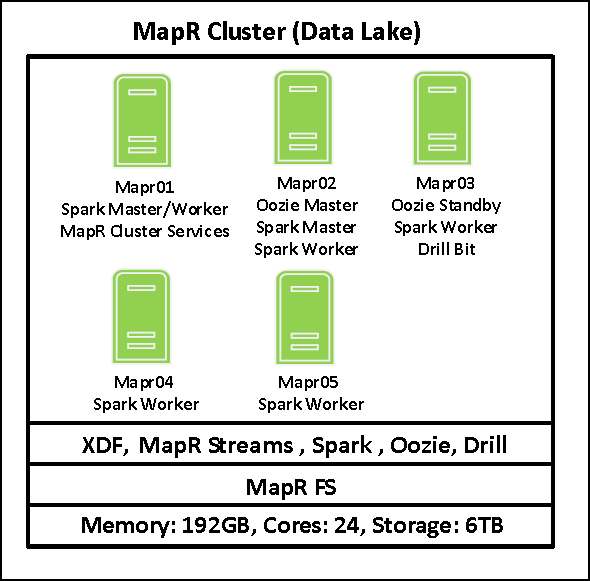 MapR Cluster (Data Lake)
Mapr01
Spark Master/Worker
MapR Cluster Services
Mapr02
Oozie Master
Spark Master
Spark Worker
Mapr03
Oozie Standby
Spark Worker
Drill Bit
Mapr04
Spark Worker
Mapr05
Spark Worker
XDF, MapR Streams , Spark , Oozie, Drill
MapR FS
Memory: 192GB, Cores: 24, Storage: 6TB